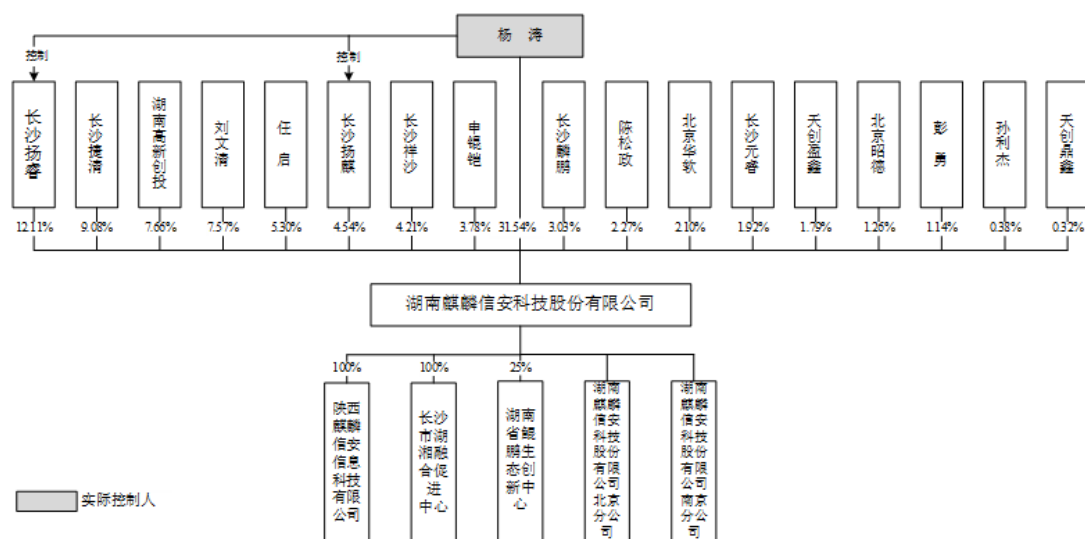 杨 涛
控制
控制
长沙扬睿
长沙捷清
湖南高新创投
刘文清
任 启
长沙扬麒
长沙祥沙
申锟铠
长沙麟鹏
陈松政
北京华软
长沙元睿
天创盈鑫
北京昭德
彭 勇
孙利杰
天创鼎鑫
12.11%
9.08%
7.66%
7.57%
5.30%
4.54%
4.21%
3.78%
31.54%
3.03%
2.27%
2.10%
1.92%
1.79%
1.26%
1.14%
0.38%
0.32%
湖南麒麟信安科技股份有限公司
100%
100%
25%
陕西
麒麟
信安
信息
科技
有限
公司
长沙
市湖
湘融
合促
进
中心
湖南
省鲲
鹏生
态创
新中
心
湖南
麒麟
信安
科技
股份
有限
公司
北京
分公
司
湖南
麒麟
信安
科技
股份
有限
公司
南京
分公
司
实际控制人